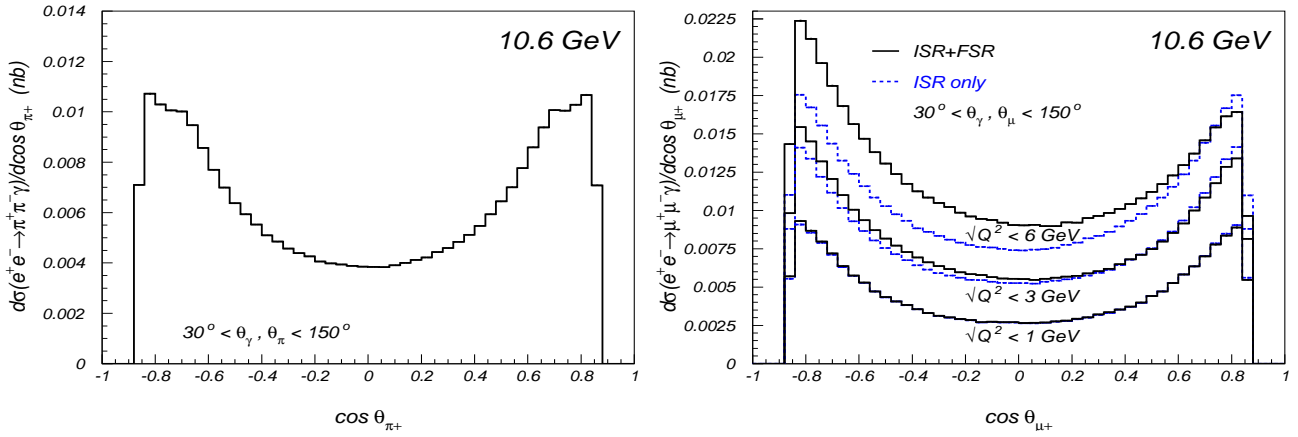 dσ(e⁺e⁻→π⁺π⁻γ)/dcos θπ+ (nb)
0.014
0.012
0.01
0.008
0.006
0.004
0.002
0
10.6 GeV
30° < θγ , θπ < 150°
-1 -0.8 -0.6 -0.4 -0.2 0 0.2 0.4 0.6 0.8 1
cos θπ+
dσ(e⁺e⁻→μ⁺μ⁻γ)/dcos θμ+ (nb)
0.0225
0.02
0.0175
0.015
0.0125
0.01
0.0075
0.005
0.0025
0
10.6 GeV
ISR+FSR
ISR only
30° < θγ , θμ < 150°
√Q² < 6 GeV
√Q² < 3 GeV
√Q² < 1 GeV
-1 -0.8 -0.6 -0.4 -0.2 0 0.2 0.4 0.6 0.8 1
cos θμ+